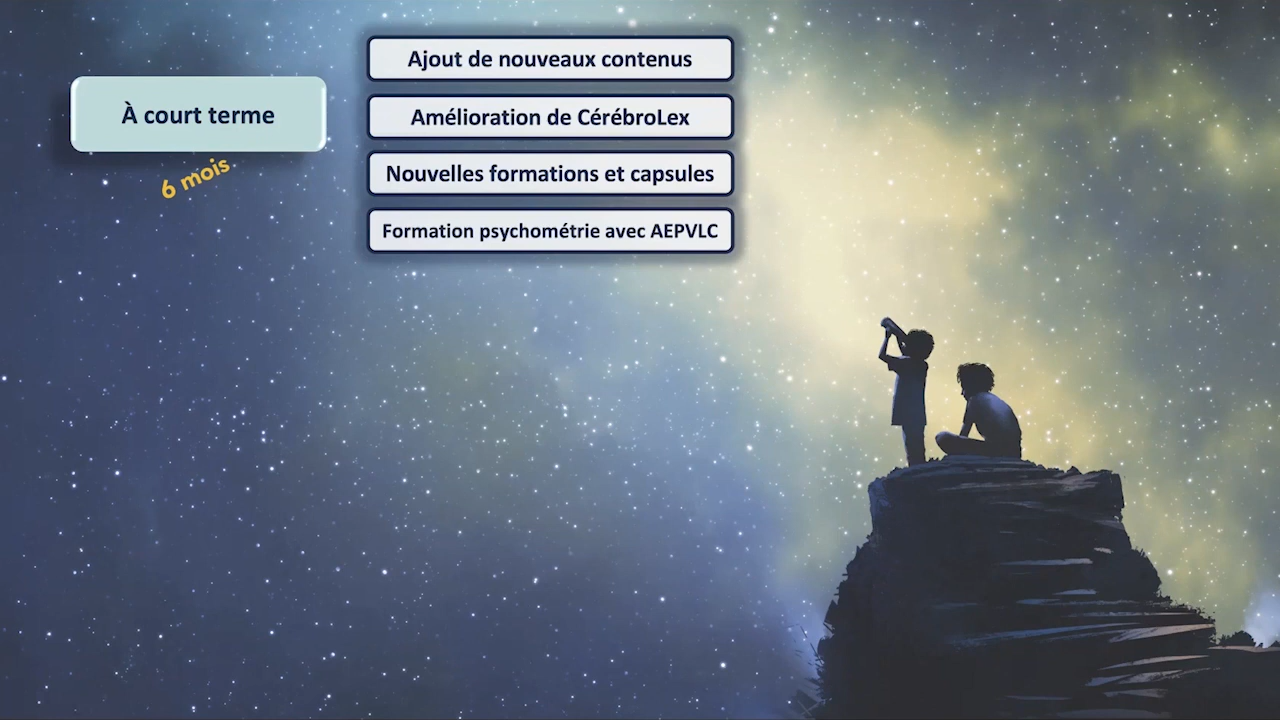 À court terme
6 mois
Ajout de nouveaux contenus
Amélioration de CérébroLex
Nouvelles formations et capsules
Formation psychométrie avec AEPVLC